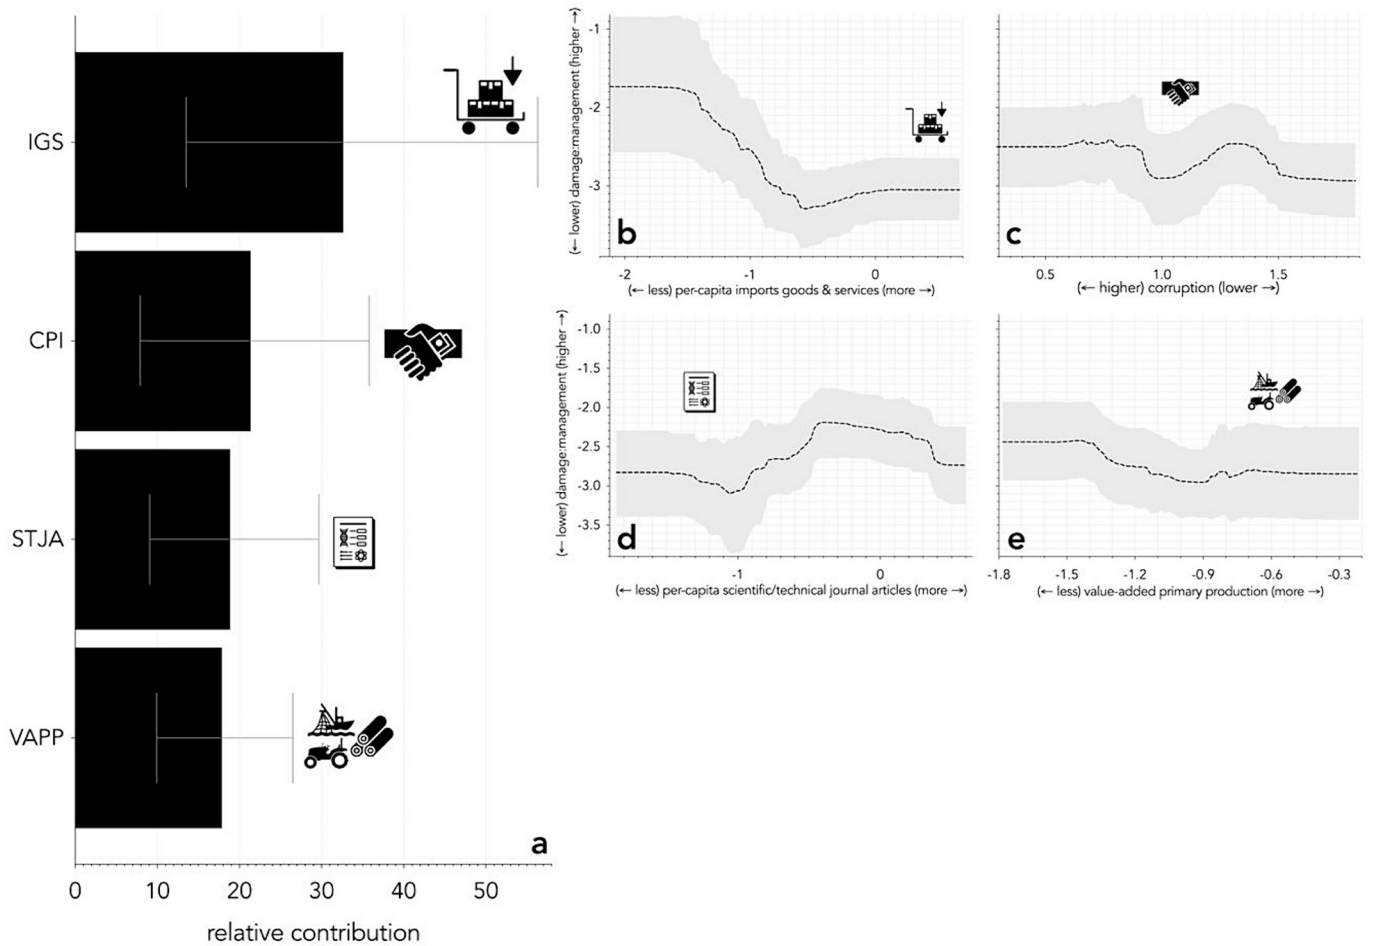 IGS
CPI
STJA
VAPP
0 10 20 30 40 50
relative contribution
a
(← lower) damage:management (higher →)
-1
-2
-3
b
-2 -1 0
(← less) per-capita imports goods & services (more →)
c
0.5 1.0 1.5
(← higher) corruption (lower →)
(← lower) damage:management (higher →)
-1.0
-1.5
-2.0
-2.5
-3.0
-3.5
d
-1 0
(← less) per-capita scientific/technical journal articles (more →)
e
-1.8 -1.5 -1.2 -0.9 -0.6 -0.3
(← less) value-added primary production (more →)